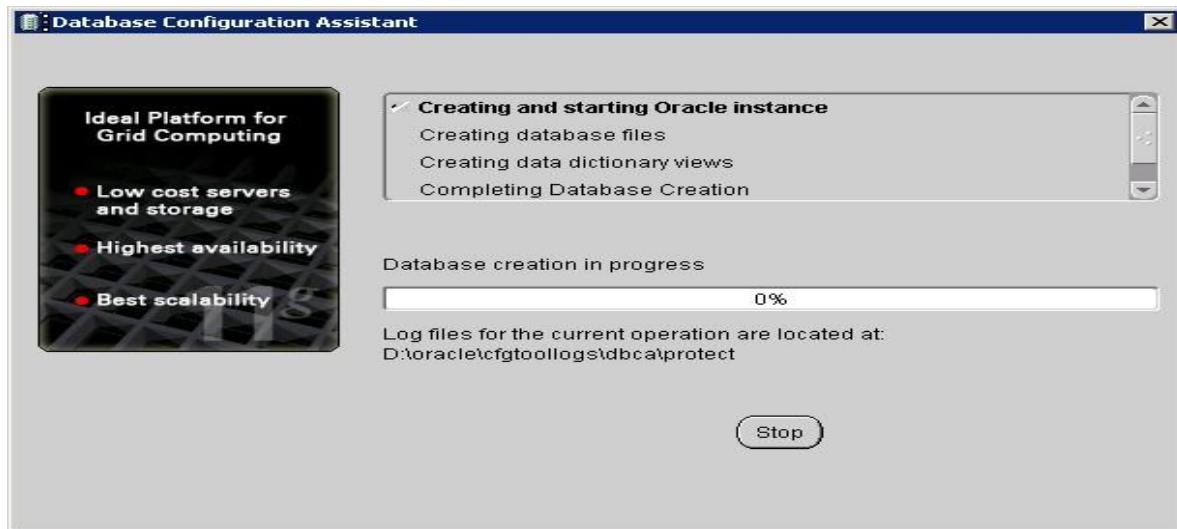 Database Configuration Assistant
Ideal Platform for
Grid Computing
Low cost servers
and storage
Highest availability
Best scalability
11g
Creating and starting Oracle instance
Creating database files
Creating data dictionary views
Completing Database Creation
Database creation in progress
0%
Log files for the current operation are located at:
D:\oracle\cfgtoollogs\dbca\protect
Stop